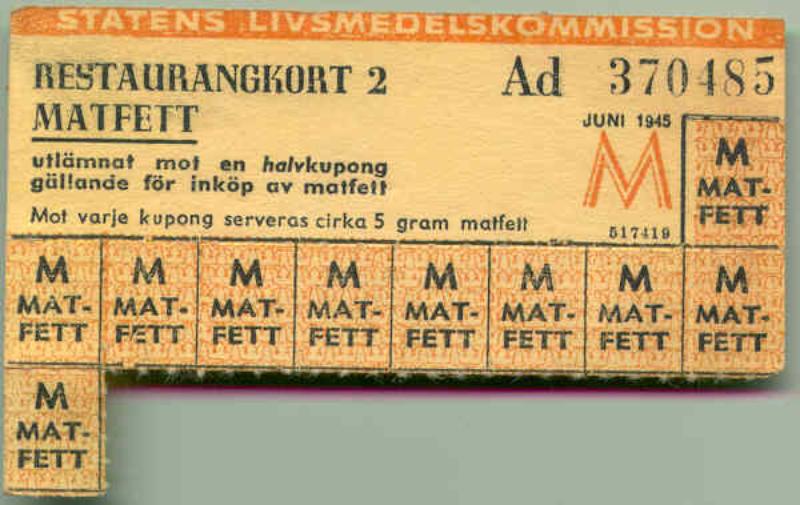 STATENS LIVSMEDELSKOMMISSION
RESTAURANGKORT 2 Ad 370485
MATFETT
JUNI 1945
utlämnat mot en halvkupong
gällande för inköp av matfett
M
Mot varje kupong serveras cirka 5 gram matfett
517419
M
MAT-
FETT
M
MAT-
FETT
M
MAT-
FETT
M
MAT-
FETT
M
MAT-
FETT
M
MAT-
FETT
M
MAT-
FETT
M
MAT-
FETT
M
MAT-
FETT
M
MAT-
FETT